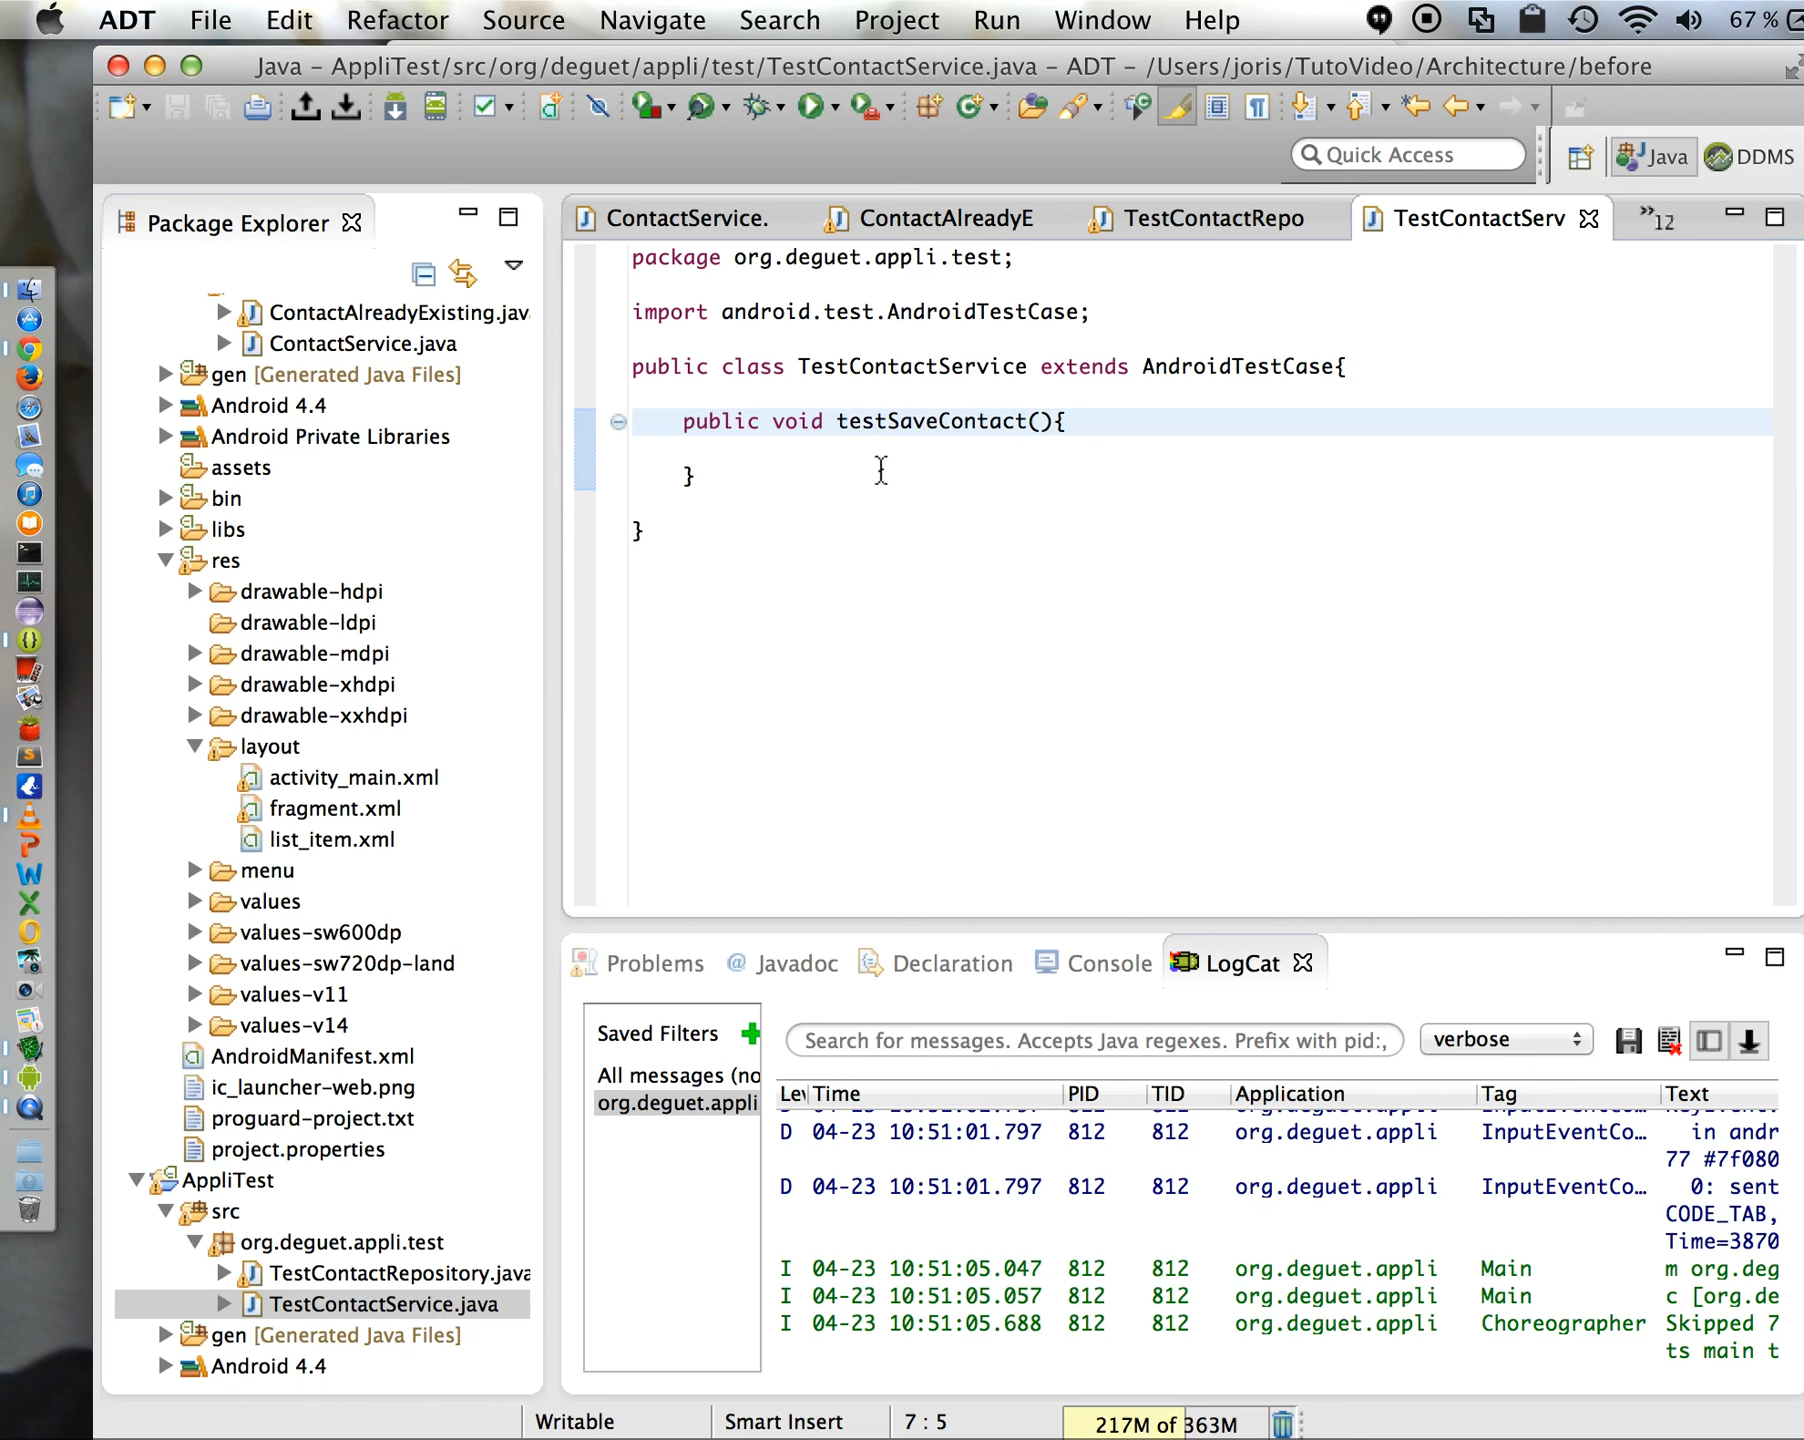 ADT File Edit Refactor Source Navigate Search Project Run Window Help 67 %
Java – AppliTest/src/org/deguet/appli/test/TestContactService.java – ADT – /Users/joris/TutoVideo/Architecture/before
Quick Access
Java
DDMS
Package Explorer
ContactService.
ContactAlreadyE
TestContactRepo
TestContactServ
»12
ContactAlreadyExisting.jav
ContactService.java
gen [Generated Java Files]
Android 4.4
Android Private Libraries
assets
bin
libs
res
drawable-hdpi
drawable-ldpi
drawable-mdpi
drawable-xhdpi
drawable-xxhdpi
layout
activity_main.xml
fragment.xml
list_item.xml
menu
values
values-sw600dp
values-sw720dp-land
values-v11
values-v14
AndroidManifest.xml
ic_launcher-web.png
proguard-project.txt
project.properties
AppliTest
src
org.deguet.appli.test
TestContactRepository.java
TestContactService.java
gen [Generated Java Files]
Android 4.4
package org.deguet.appli.test;
import android.test.AndroidTestCase;
public class TestContactService extends AndroidTestCase{
public void testSaveContact(){
}
}
Problems @ Javadoc Declaration Console LogCat
Saved Filters
All messages (no
org.deguet.appli
Search for messages. Accepts Java regexes. Prefix with pid:,
verbose
Lev Time PID TID Application Tag Text
D 04-23 10:51:01.797 812 812 org.deguet.appli InputEventCo… in andr
77 #7f080
D 04-23 10:51:01.797 812 812 org.deguet.appli InputEventCo… 0: sent
CODE_TAB,
Time=3870
I 04-23 10:51:05.047 812 812 org.deguet.appli Main m org.deg
I 04-23 10:51:05.057 812 812 org.deguet.appli Main c [org.de
I 04-23 10:51:05.688 812 812 org.deguet.appli Choreographer Skipped 7
ts main t
Writable
Smart Insert
7 : 5
217M of 363M